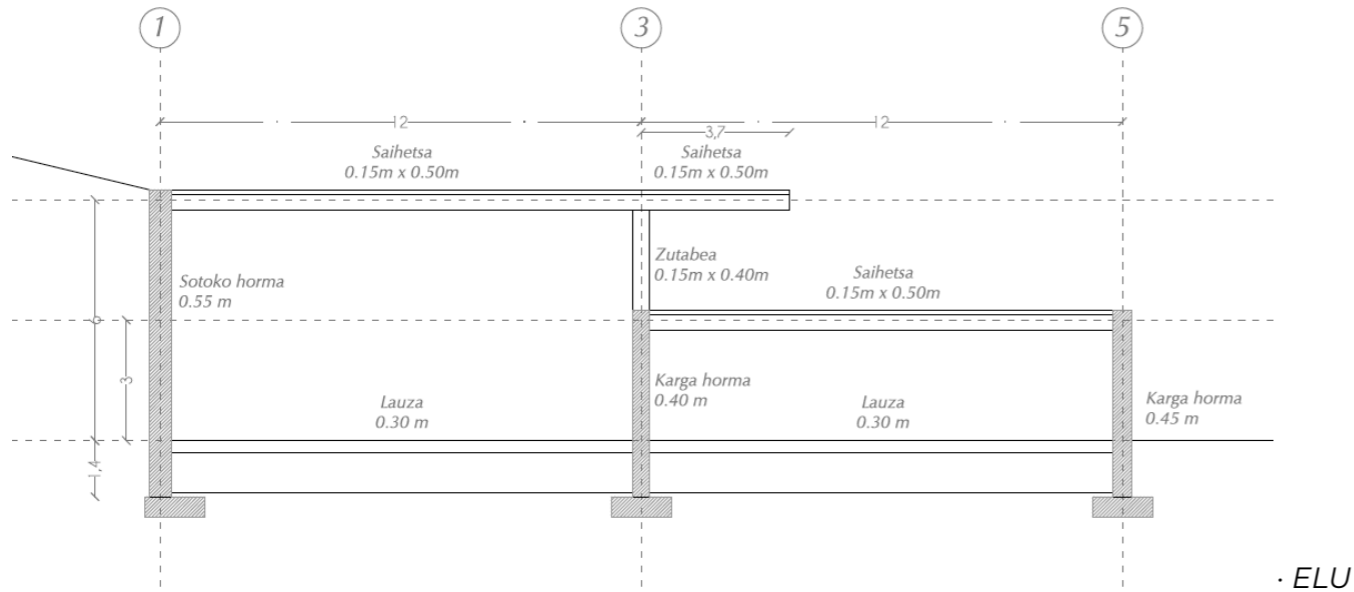 1
3
5
12
12
3,7
Saihetsa
0.15m x 0.50m
Saihetsa
0.15m x 0.50m
Sotoko horma
0.55 m
Zutabea
0.15m x 0.40m
Saihetsa
0.15m x 0.50m
6
3
Karga horma
0.40 m
Lauza
0.30 m
Lauza
0.30 m
Karga horma
0.45 m
1,4
· ELU